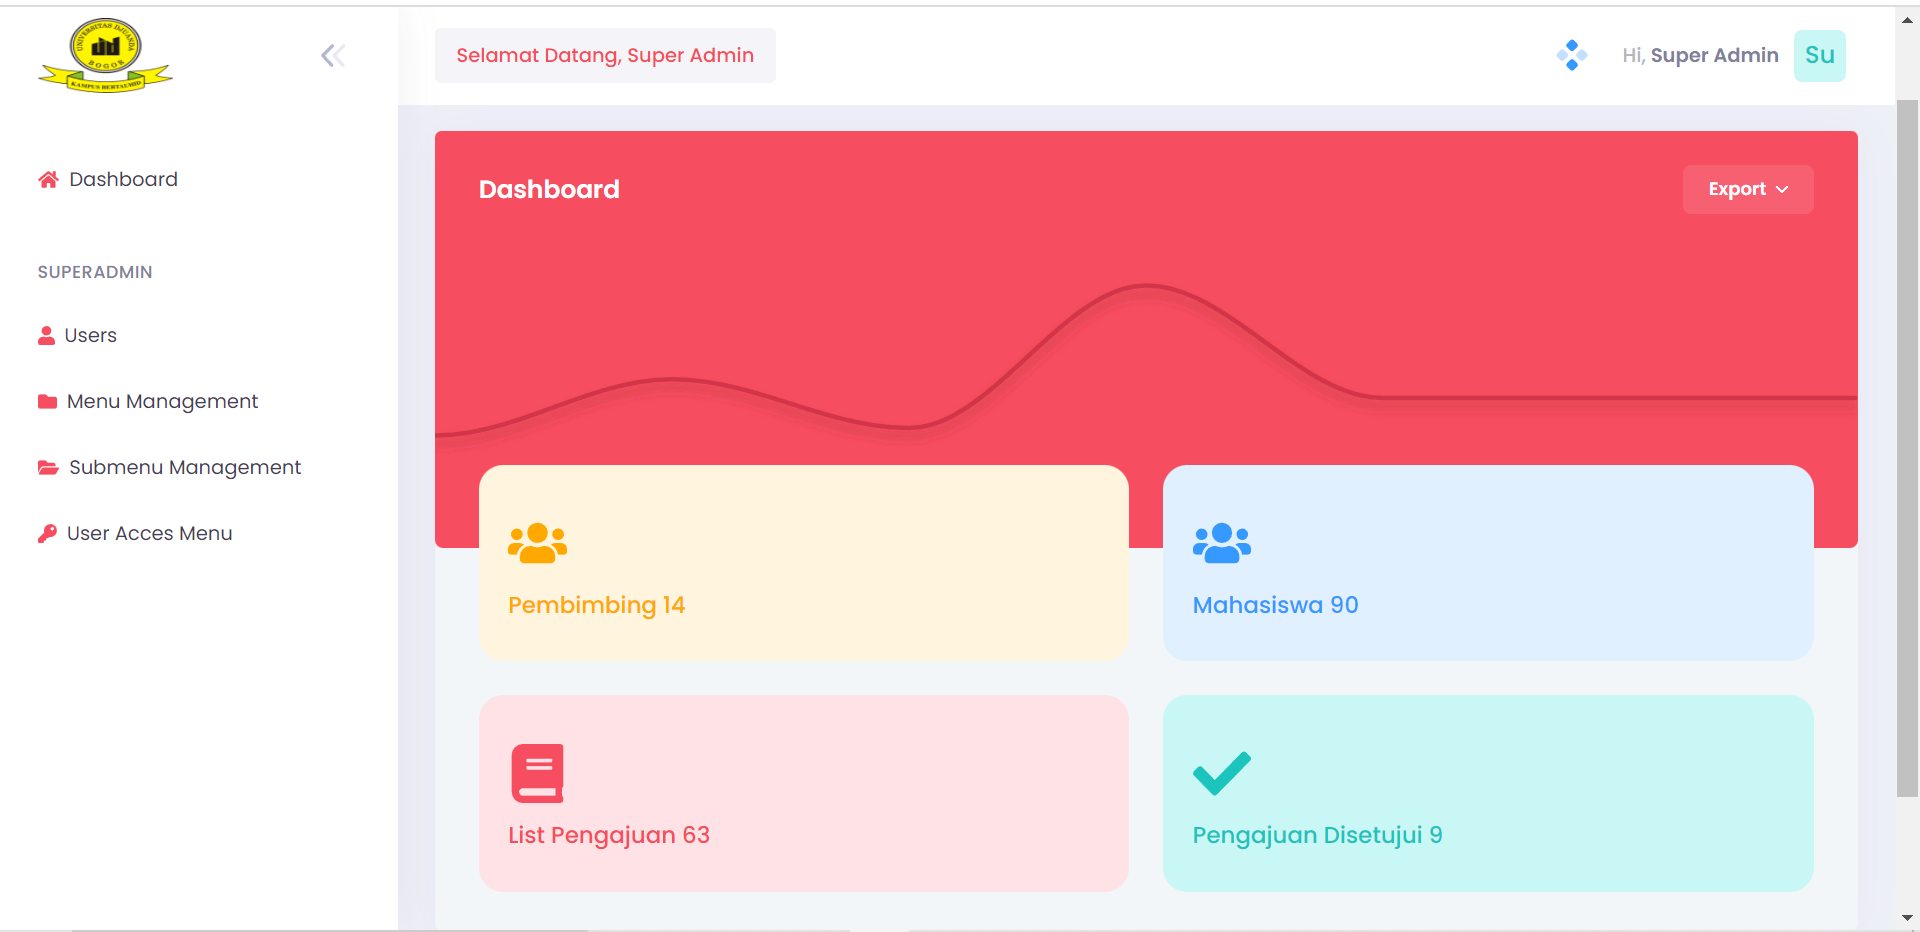 UNIVERSITAS DJUANDA
BOGOR
KAMPUS BERTAUHID
Selamat Datang, Super Admin
Hi, Super Admin
Su
Dashboard
SUPERADMIN
Users
Menu Management
Submenu Management
User Acces Menu
Dashboard
Export
Pembimbing 14
Mahasiswa 90
List Pengajuan 63
Pengajuan Disetujui 9